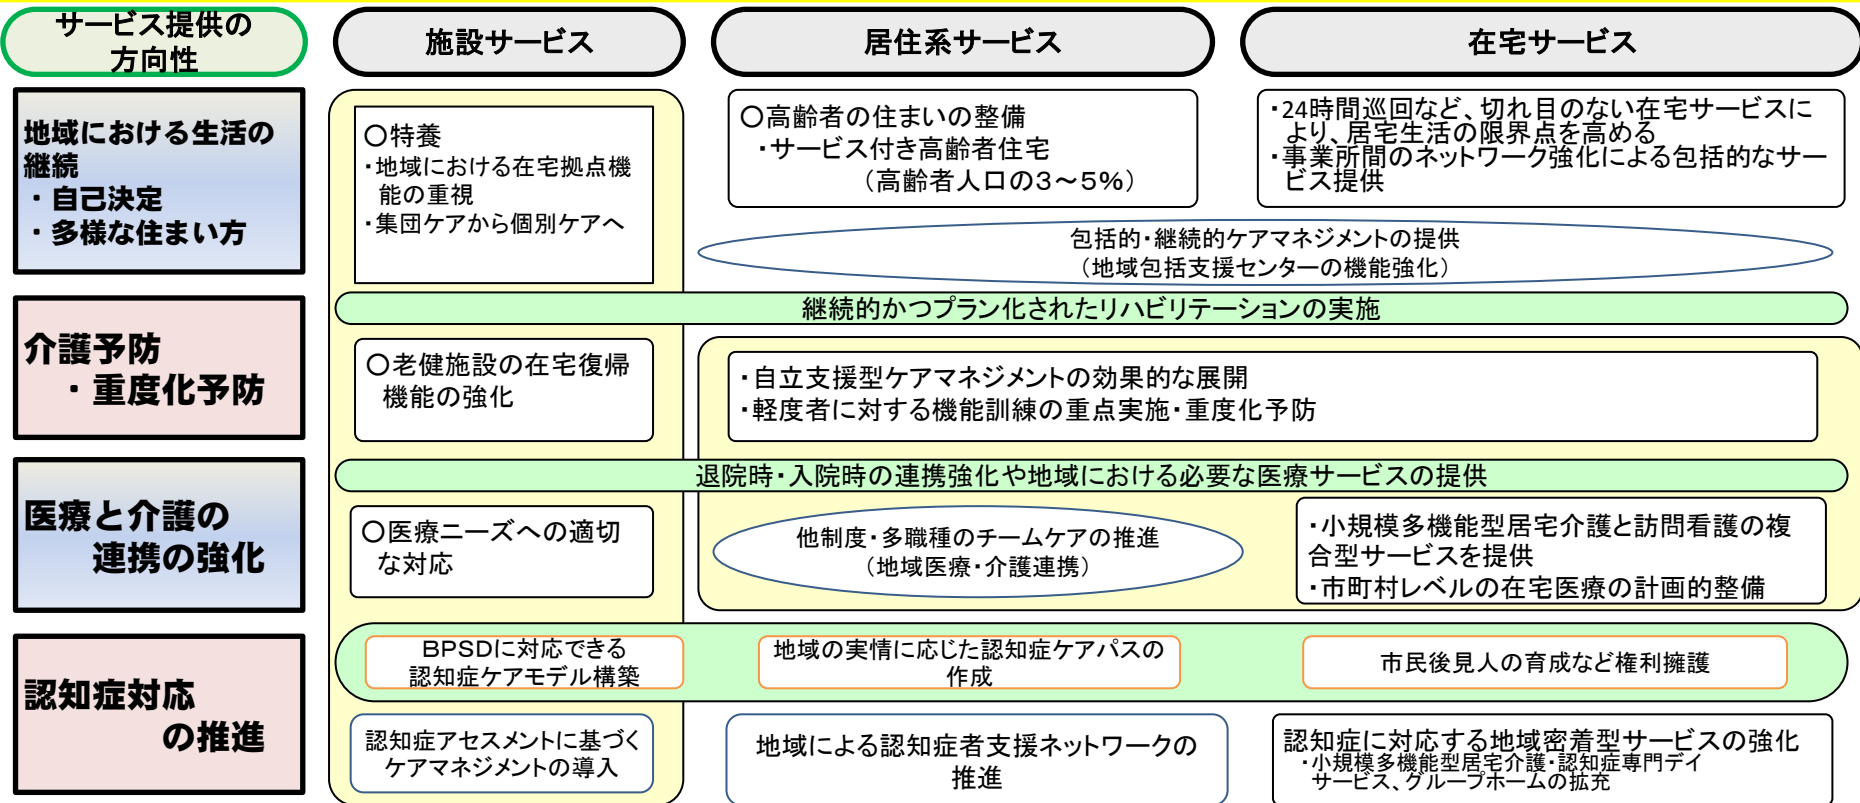 サービス提供の
方向性
施設サービス
居住系サービス
在宅サービス
地域における生活の
継続
・自己決定
・多様な住まい方
○特養
・地域における在宅拠点機
能の重視
・集団ケアから個別ケアへ
○高齢者の住まいの整備
・サービス付き高齢者住宅
（高齢者人口の3～5%）
・24時間巡回など、切れ目のない在宅サービスに
より、居宅生活の限界点を高める
・事業所間のネットワーク強化による包括的なサー
ビス提供
包括的・継続的ケアマネジメントの提供
（地域包括支援センターの機能強化）
継続的かつプラン化されたリハビリテーションの実施
介護予防
・重度化予防
○老健施設の在宅復帰
機能の強化
・自立支援型ケアマネジメントの効果的な展開
・軽度者に対する機能訓練の重点実施・重度化予防
退院時・入院時の連携強化や地域における必要な医療サービスの提供
医療と介護の
連携の強化
○医療ニーズへの適切
な対応
他制度・多職種のチームケアの推進
（地域医療・介護連携）
・小規模多機能型居宅介護と訪問看護の複
合型サービスを提供
・市町村レベルの在宅医療の計画的整備
認知症対応
の推進
BPSDに対応できる
認知症ケアモデル構築
地域の実情に応じた認知症ケアパスの
作成
市民後見人の育成など権利擁護
認知症アセスメントに基づく
ケアマネジメントの導入
地域による認知症者支援ネットワークの
推進
認知症に対応する地域密着型サービスの強化
・小規模多機能型居宅介護・認知症専門デイ
サービス、グループホームの拡充